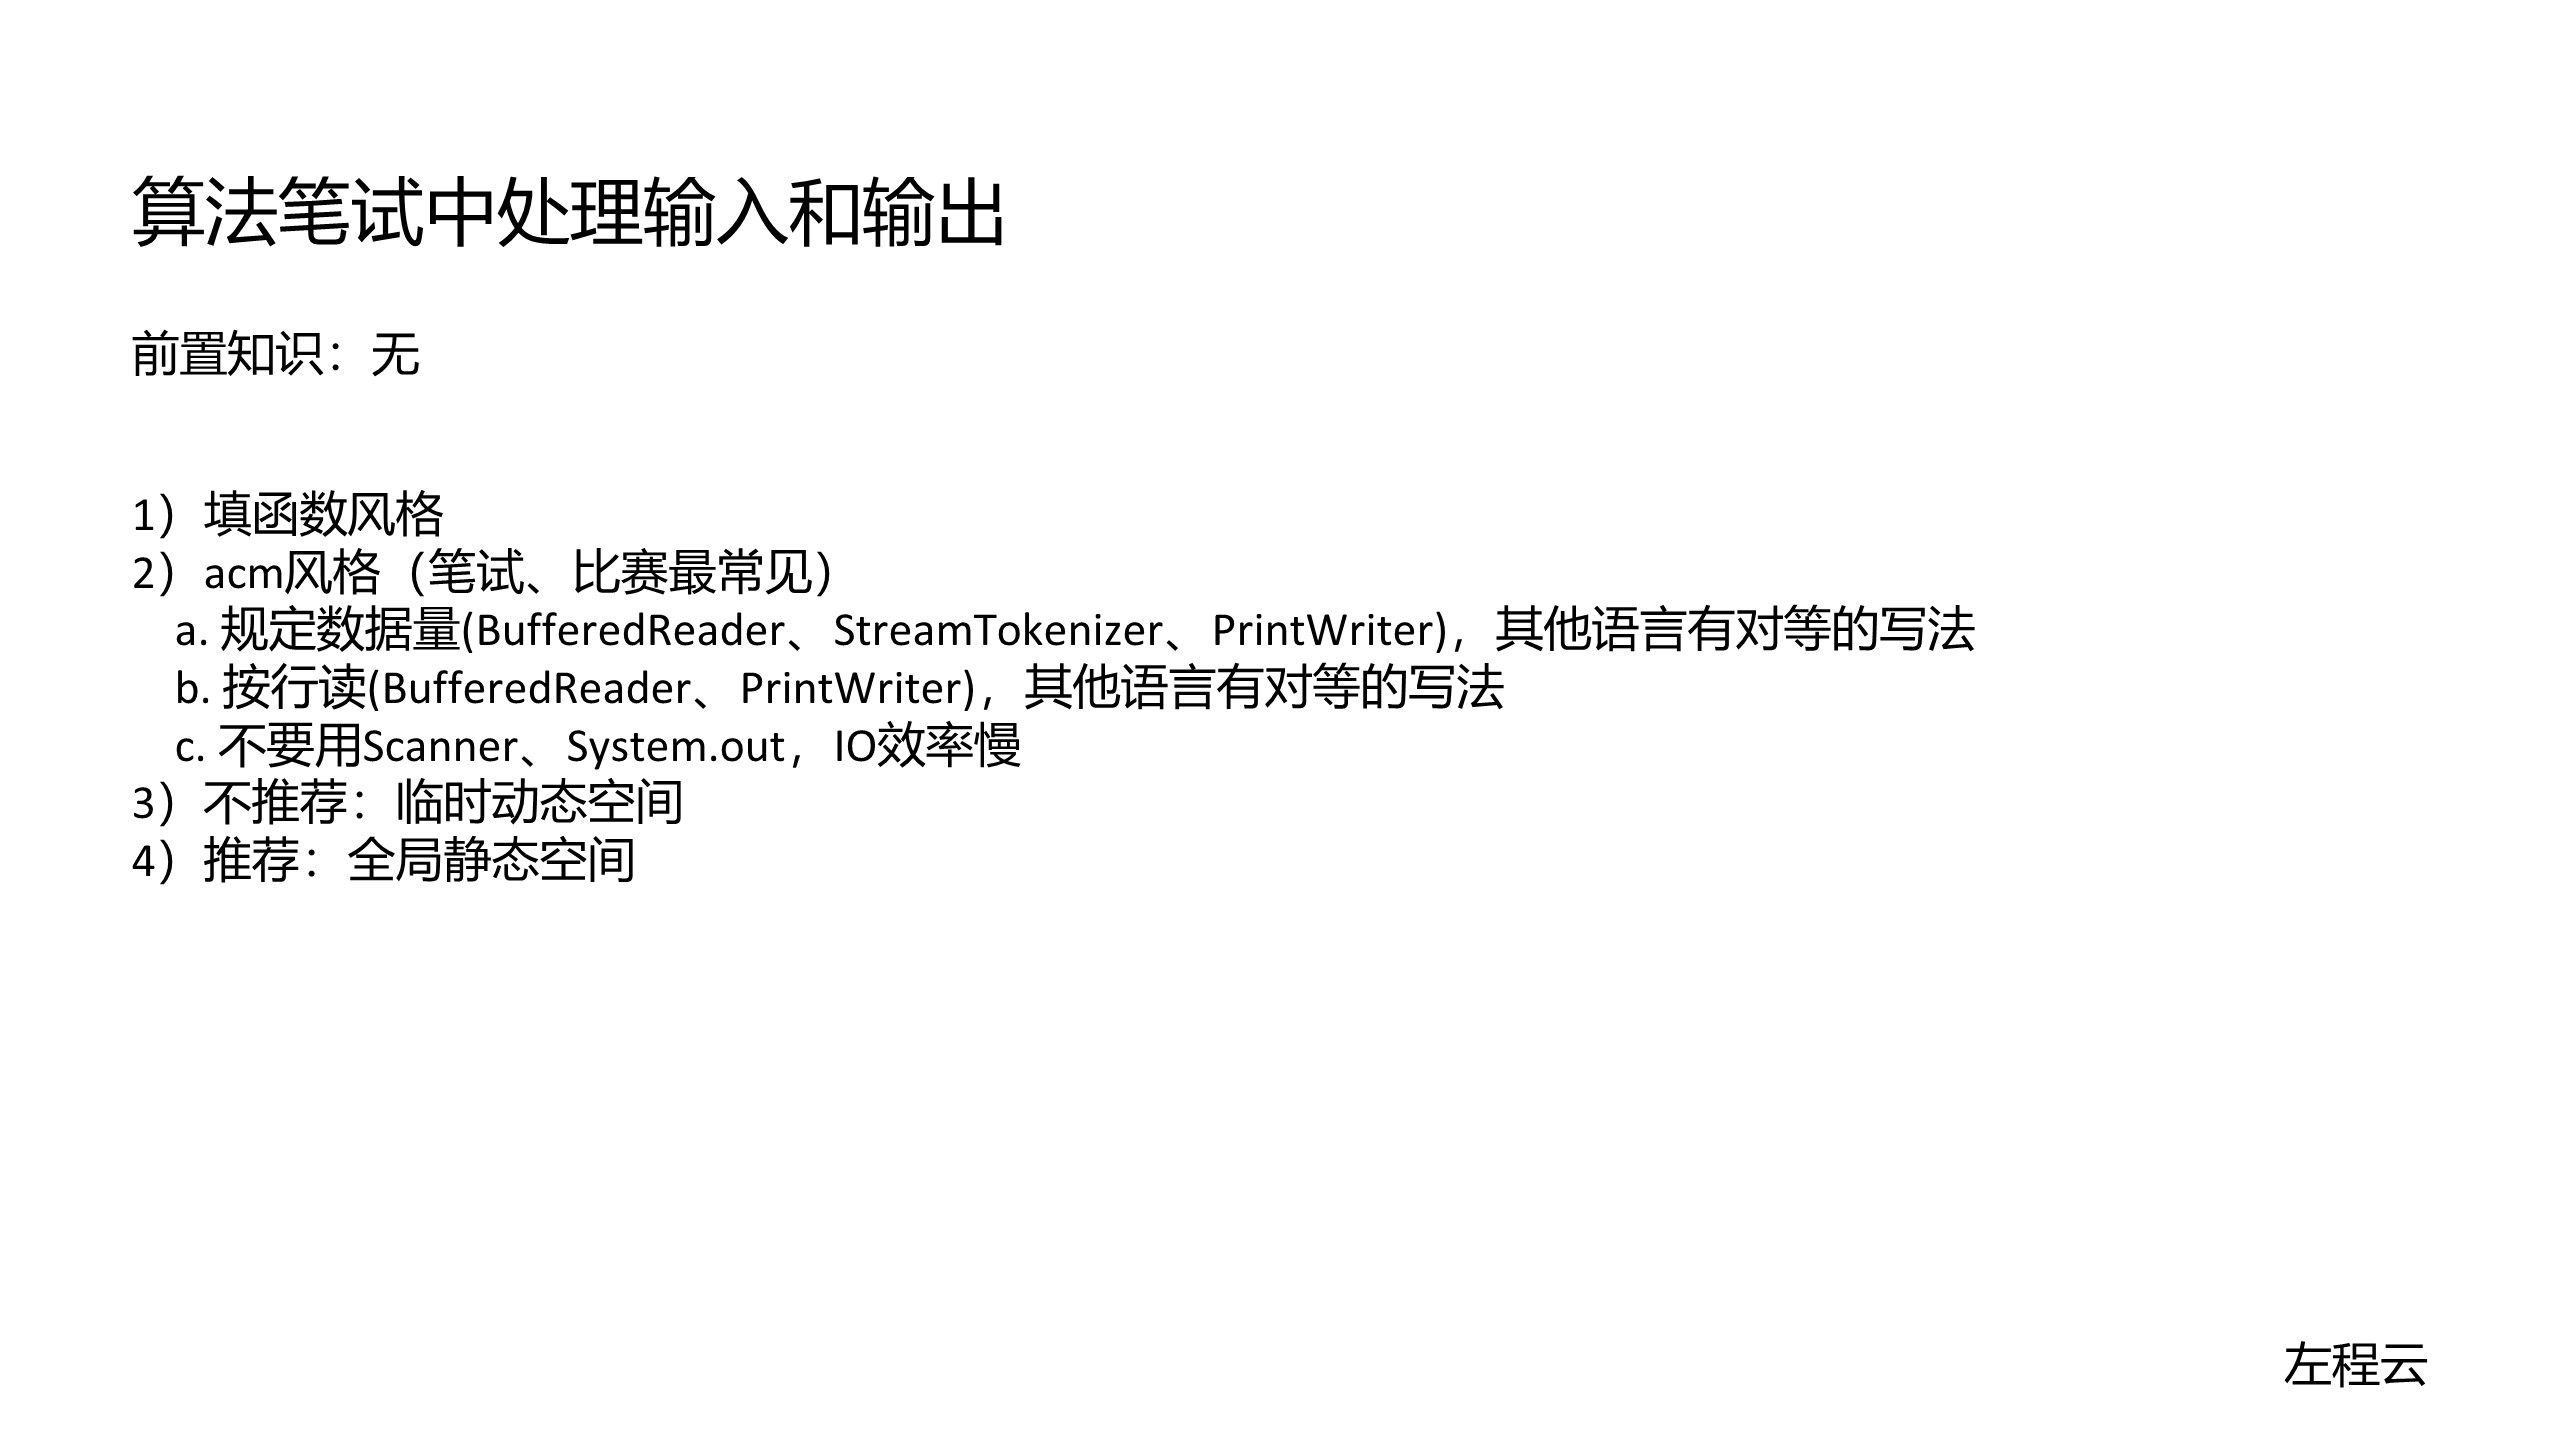 算法笔试中处理输入和输出
前置知识：无
1）填函数风格
2）acm风格（笔试、比赛最常见）
a. 规定数据量(BufferedReader、StreamTokenizer、PrintWriter)，其他语言有对等的写法
b. 按行读(BufferedReader、PrintWriter)，其他语言有对等的写法
c. 不要用Scanner、System.out，IO效率慢
3）不推荐：临时动态空间
4）推荐：全局静态空间
左程云